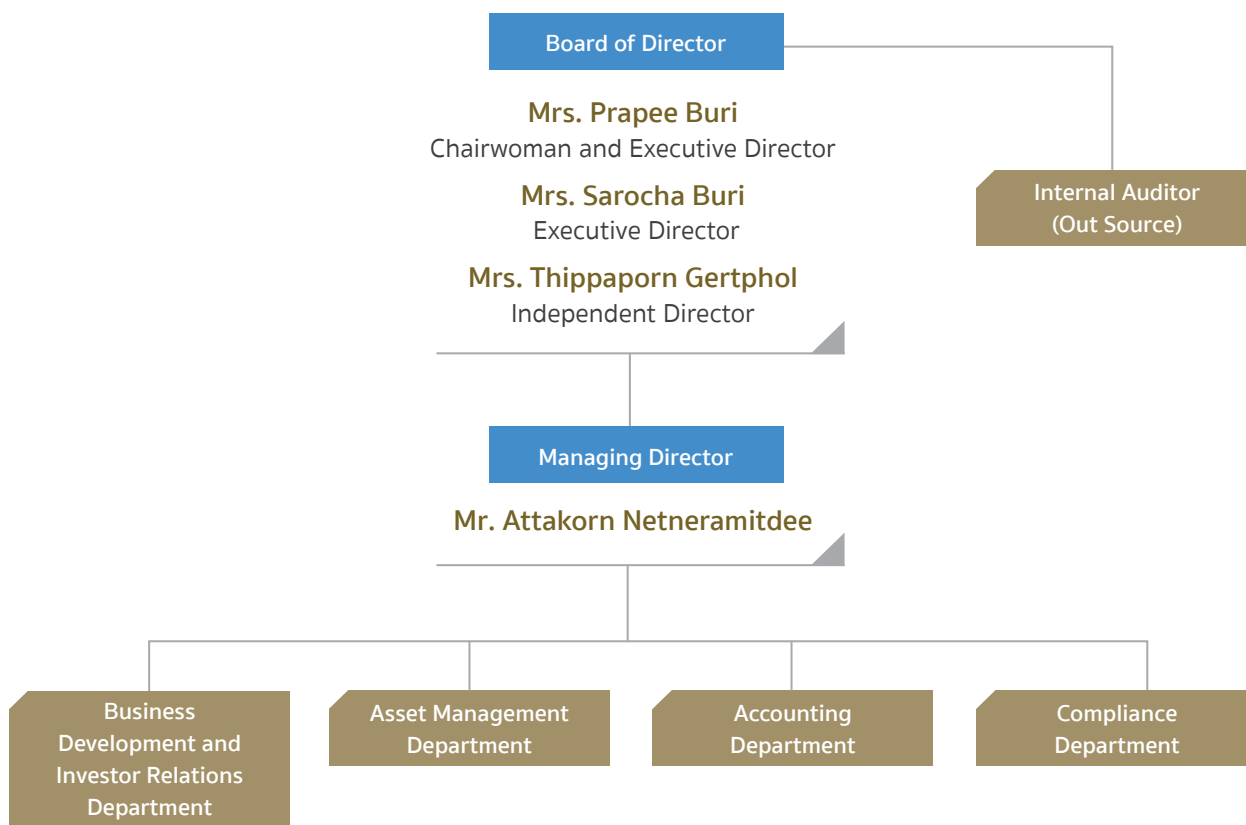 Board of Director
Mrs. Prapee Buri
Chairwoman and Executive Director
Mrs. Sarocha Buri
Executive Director
Mrs. Thippaporn Gertphol
Independent Director
Internal Auditor
(Out Source)
Managing Director
Mr. Attakorn Netneramitdee
Business
Development and
Investor Relations
Department
Asset Management
Department
Accounting
Department
Compliance
Department